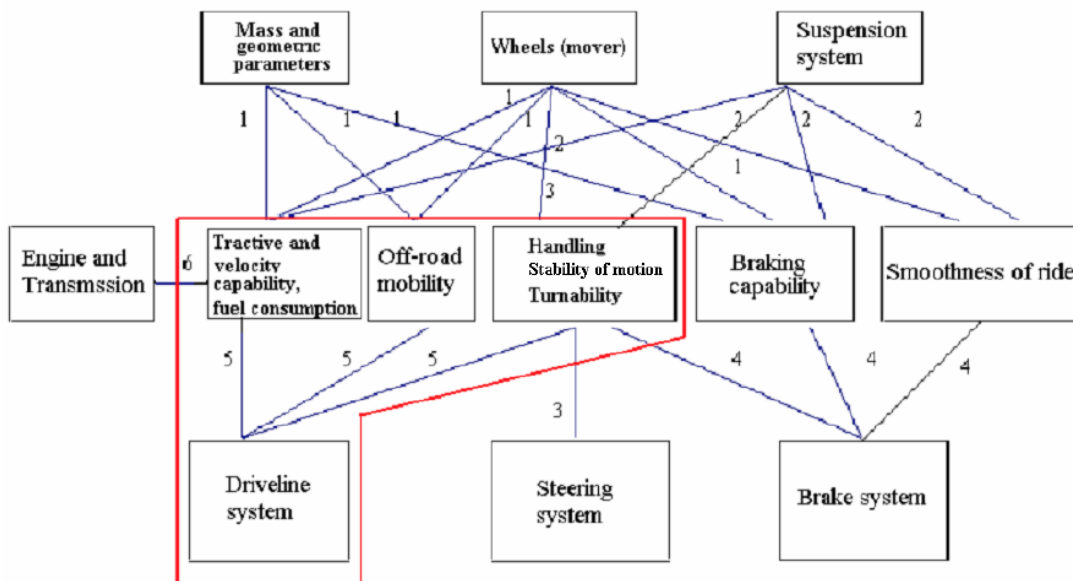 Mass and
geometric
parameters
Wheels (mover)
Suspension
system
1
1
1
1
1
2
3
2
2
1
2
Engine and
Transmssion
6
Tractive and
velocity
capability,
fuel consumption
Off-road
mobility
Handling
Stability of motion
Turnability
Braking
capability
Smoothness of ride
5
5
5
3
4
4
4
Driveline
system
Steering
system
Brake system